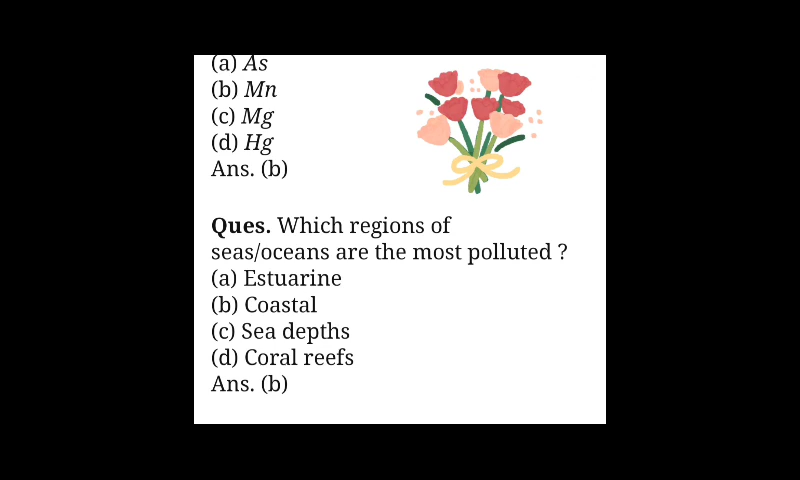 (a) As
(b) Mn
(c) Mg
(d) Hg
Ans. (b)
Ques. Which regions of
seas/oceans are the most polluted ?
(a) Estuarine
(b) Coastal
(c) Sea depths
(d) Coral reefs
Ans. (b)